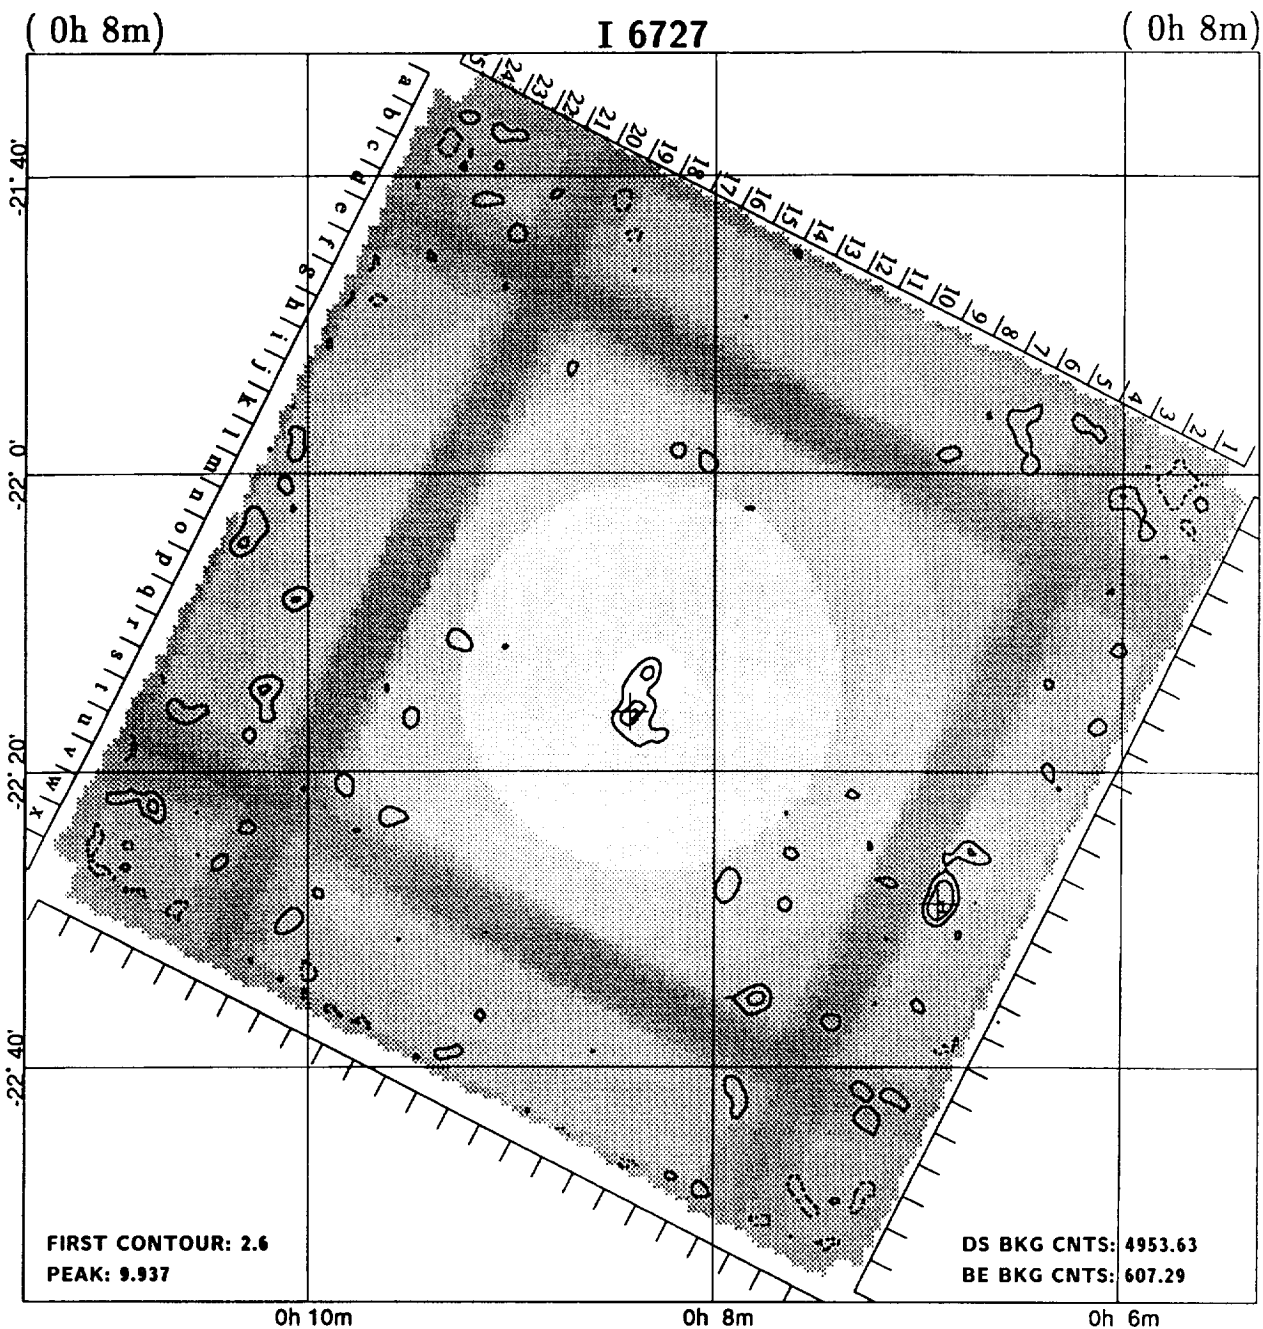 ( 0h 8m)
I 6727
( 0h 8m)
a b c d e f g h i j k l m n o p q r s t u v w x
25 24 23 22 21 20 19 18 17 16 15 14 13 12 11 10 9 8 7 6 5 4 3 2 1
-21° 40'
-22° 0'
-22° 20'
-22° 40'
FIRST CONTOUR: 2.6
PEAK: 9.937
DS BKG CNTS: 4953.63
BE BKG CNTS: 607.29
0h 10m
0h 8m
0h 6m